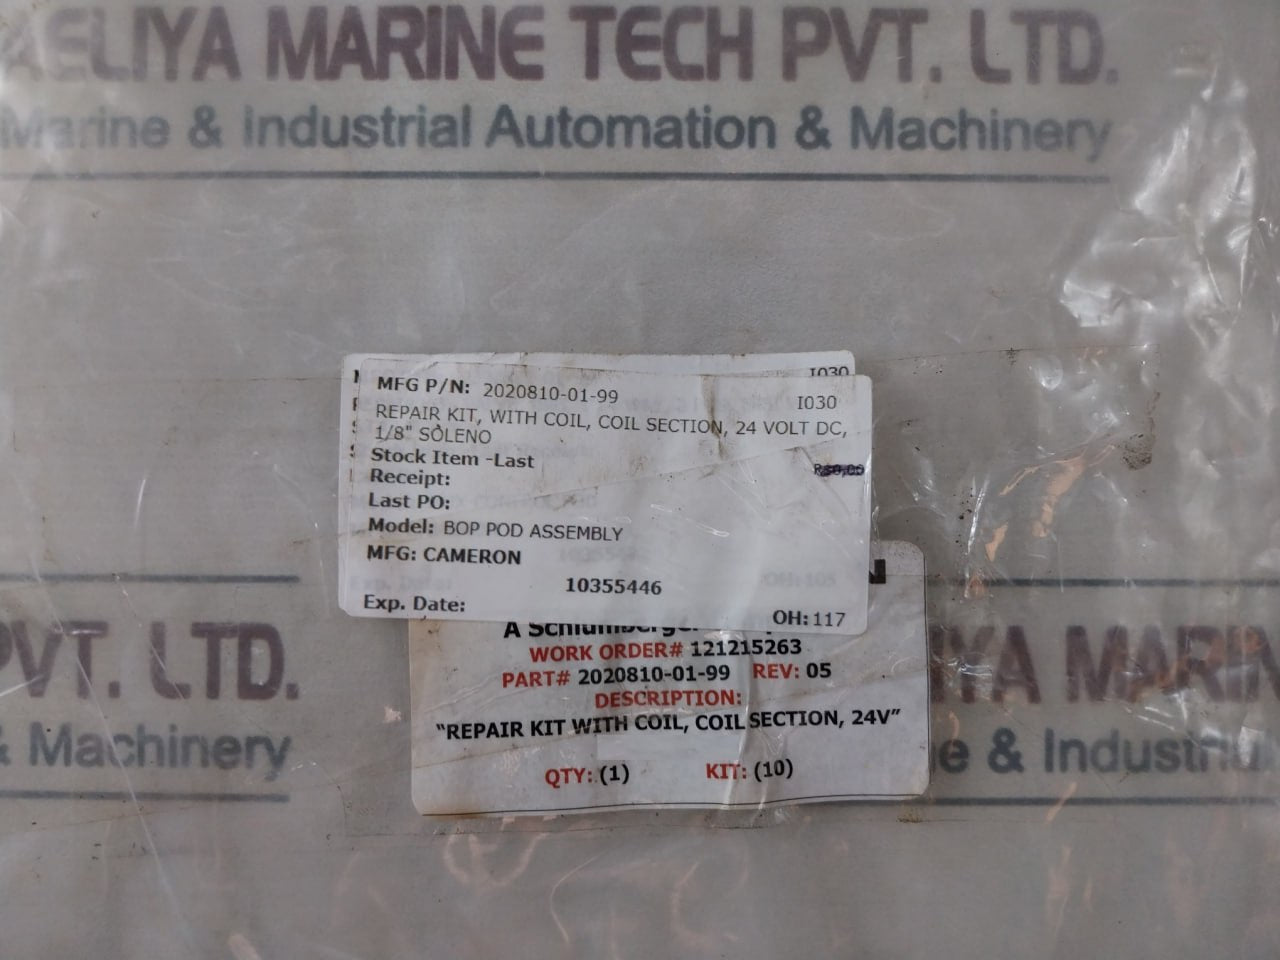 AELIYA MARINE TECH PVT. LTD.
Marine & Industrial Automation & Machinery
I030
MFG P/N: 2020810-01-99
I030
REPAIR KIT, WITH COIL, COIL SECTION, 24 VOLT DC,
1/8" SOLENO
Stock Item -Last
Receipt:
Last PO:
Model: BOP POD ASSEMBLY
MFG: CAMERON
10355446
Exp. Date:
OH: 117
A Schlumberger
WORK ORDER# 121215263
PART# 2020810-01-99 REV: 05
DESCRIPTION:
"REPAIR KIT WITH COIL, COIL SECTION, 24V"
QTY: (1) KIT: (10)
PVT. LTD.
& Machinery
IYA MARIN
e & Industrial